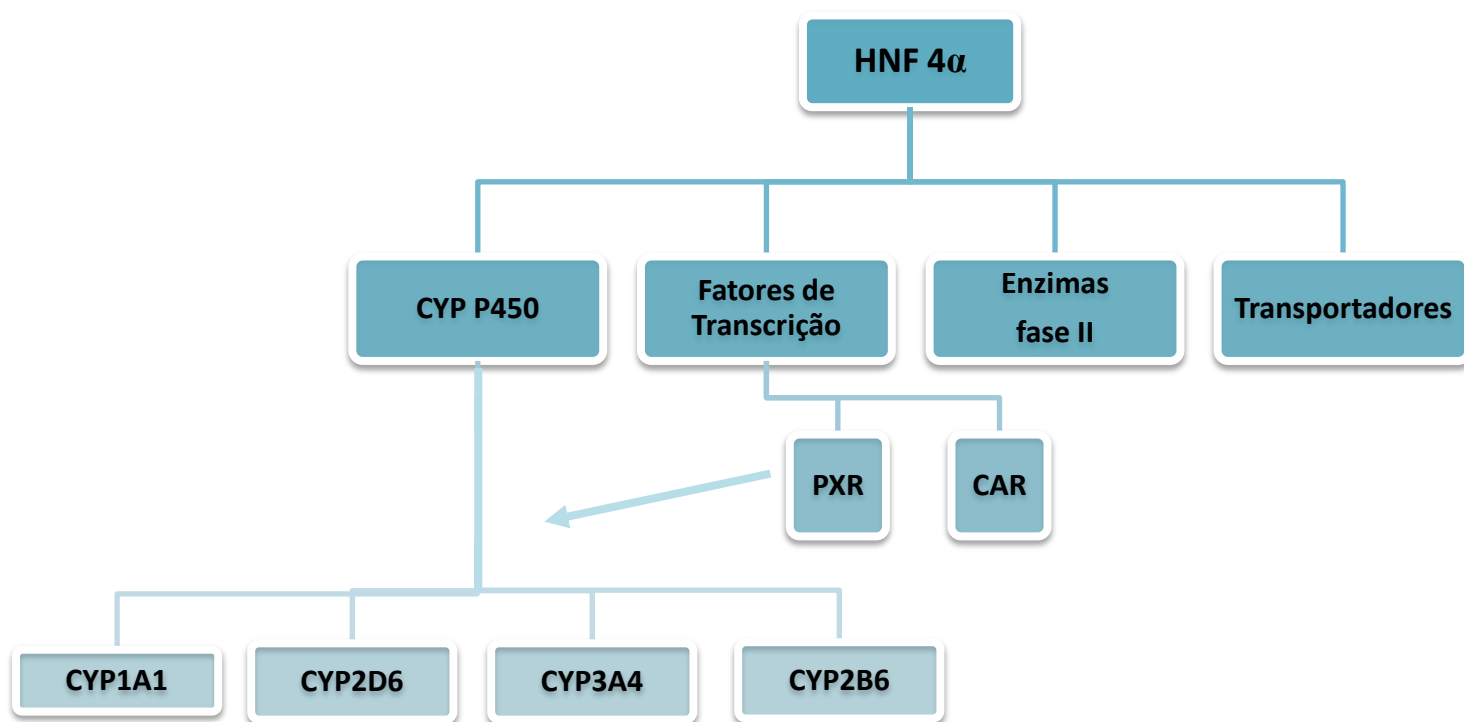 HNF 4α
CYP P450
Fatores de
Transcrição
Enzimas
fase II
Transportadores
PXR
CAR
CYP1A1
CYP2D6
CYP3A4
CYP2B6